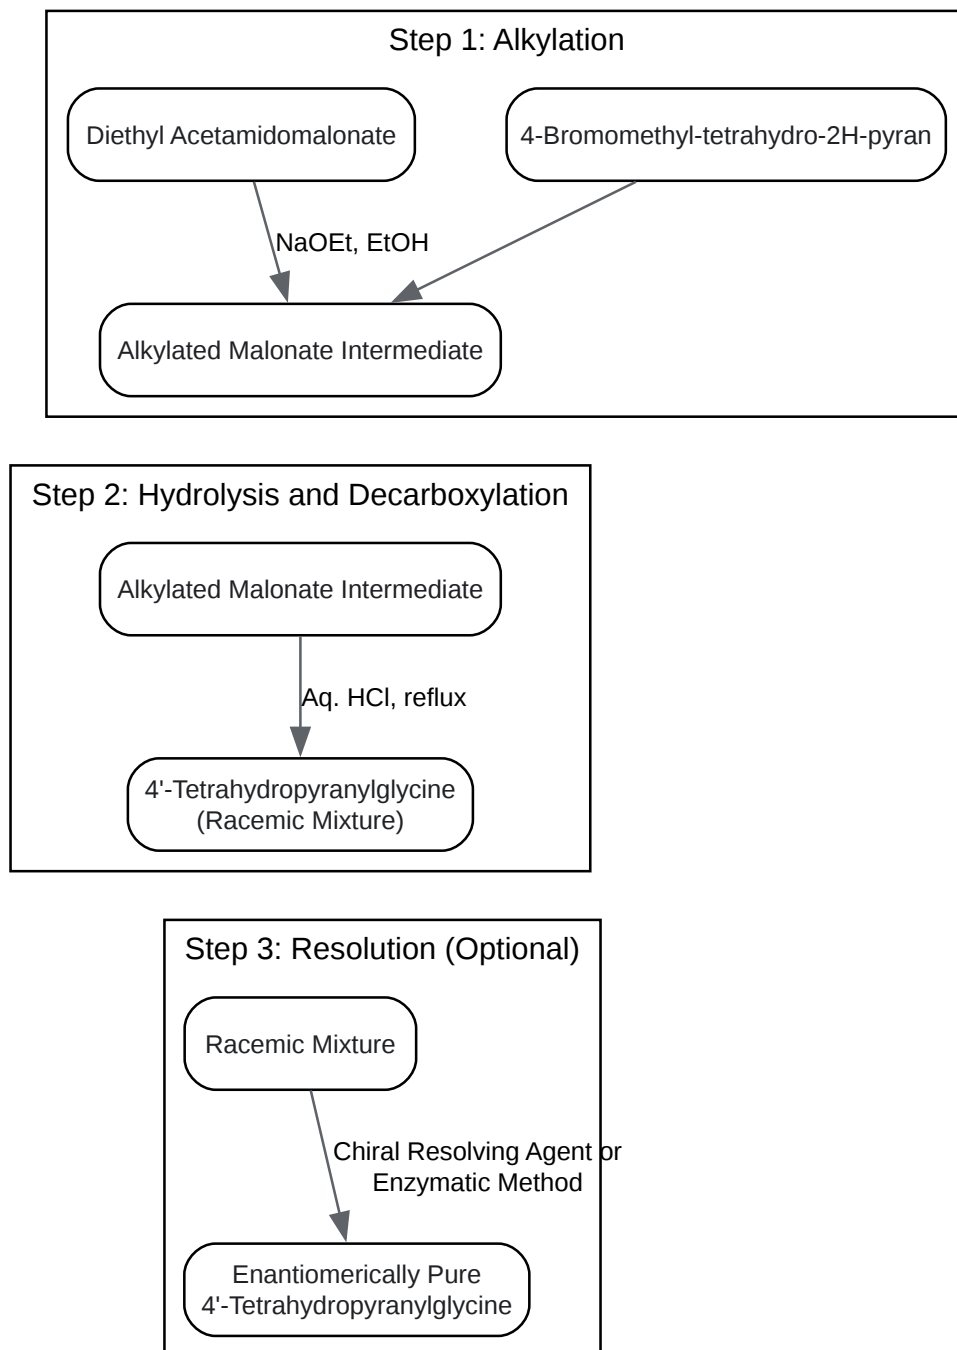 Step 1: Alkylation
Diethyl Acetamidomalonate
4-Bromomethyl-tetrahydro-2H-pyran
NaOEt, EtOH
Alkylated Malonate Intermediate
Step 2: Hydrolysis and Decarboxylation
Alkylated Malonate Intermediate
Aq. HCl, reflux
4'-Tetrahydropyranylglycine
(Racemic Mixture)
Step 3: Resolution (Optional)
Racemic Mixture
Chiral Resolving Agent or
Enzymatic Method
Enantiomerically Pure
4'-Tetrahydropyranylglycine